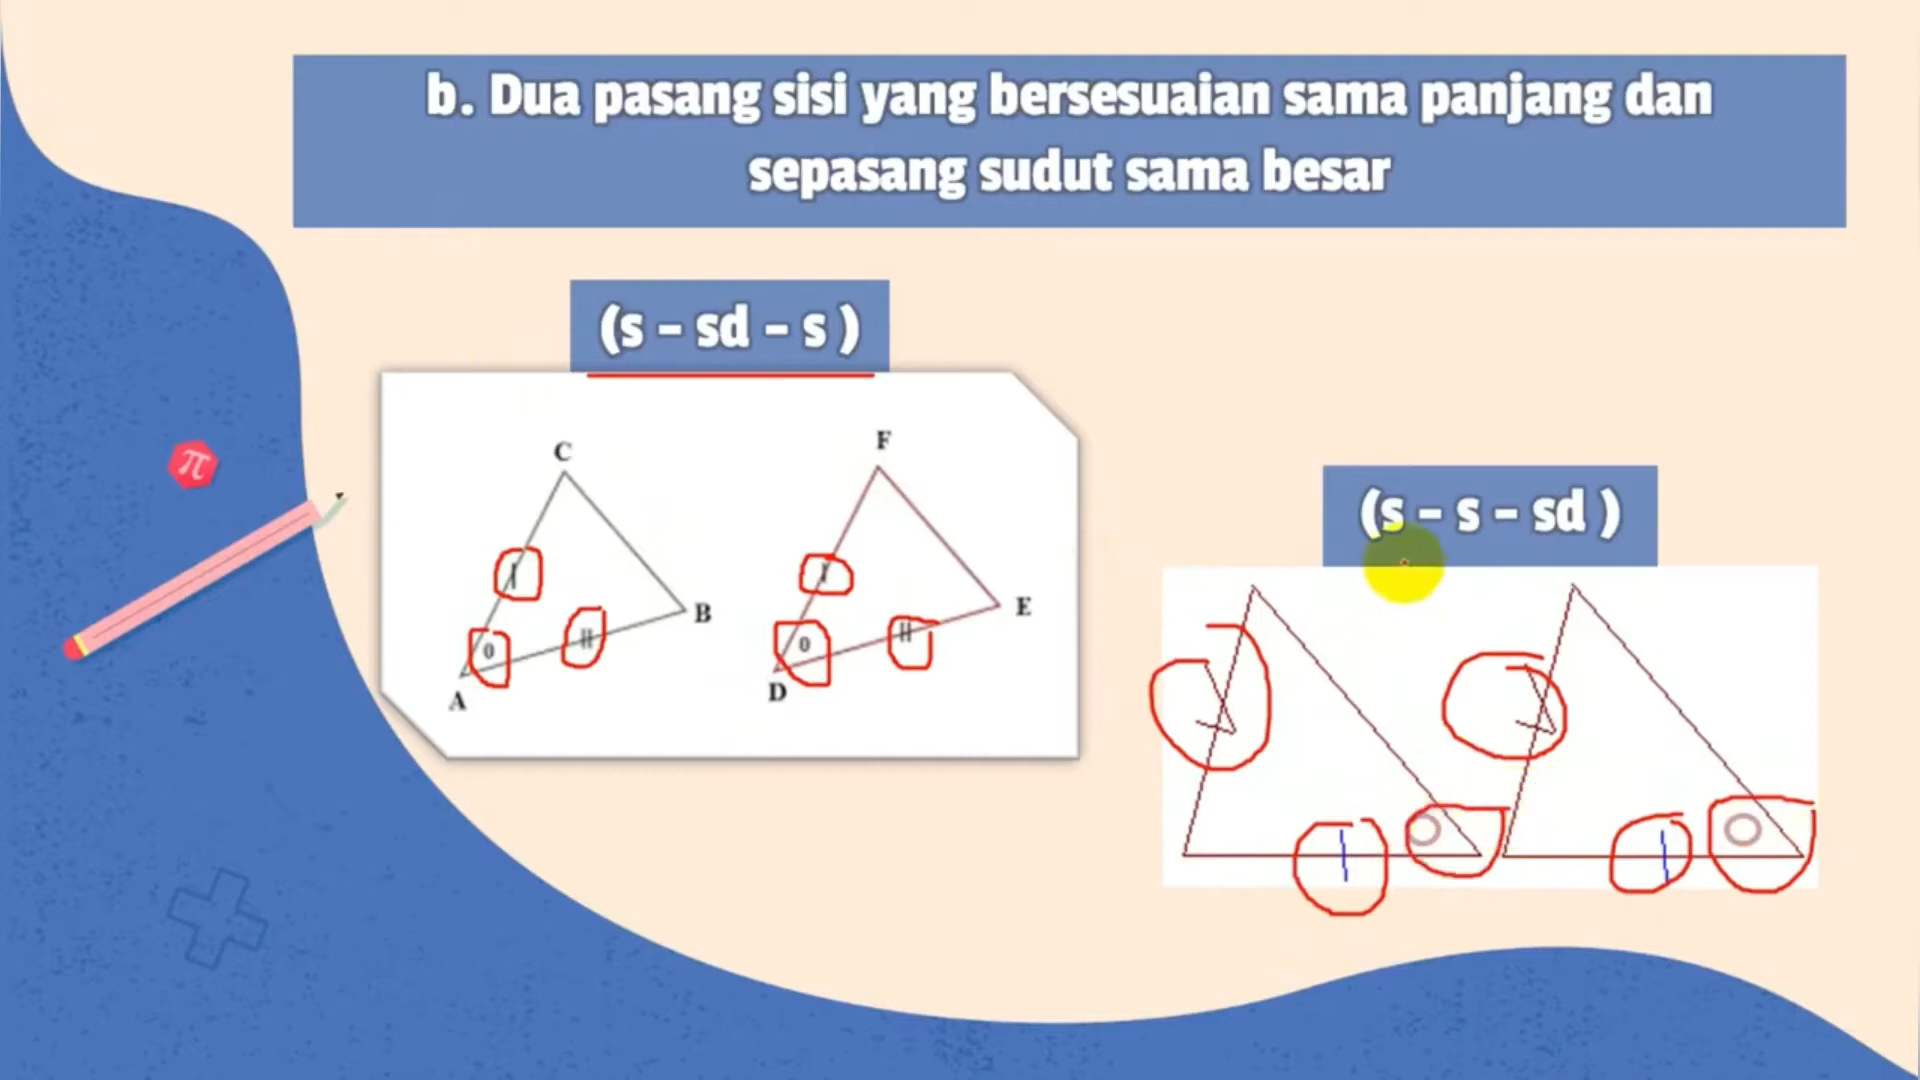 b. Dua pasang sisi yang bersesuaian sama panjang dan
sepasang sudut sama besar
(s – sd – s )
C
B
A
o
F
E
D
o
(s – s – sd )
π